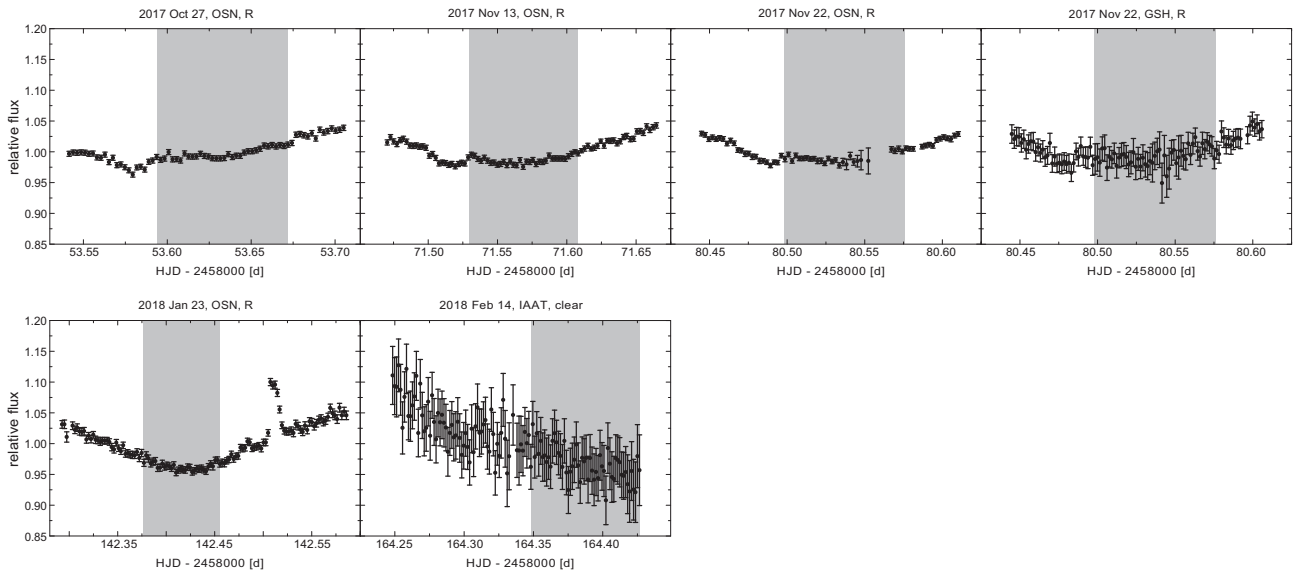 2017 Oct 27, OSN, R
2017 Nov 13, OSN, R
2017 Nov 22, OSN, R
2017 Nov 22, GSH, R
relative flux
1.20
1.15
1.10
1.05
1.00
0.95
0.90
0.85
53.55 53.60 53.65 53.70
71.50 71.55 71.60 71.65
80.45 80.50 80.55 80.60
80.45 80.50 80.55 80.60
HJD - 2458000 [d]
HJD - 2458000 [d]
HJD - 2458000 [d]
HJD - 2458000 [d]
2018 Jan 23, OSN, R
2018 Feb 14, IAAT, clear
relative flux
1.20
1.15
1.10
1.05
1.00
0.95
0.90
0.85
142.35 142.45 142.55
164.25 164.30 164.35 164.40
HJD - 2458000 [d]
HJD - 2458000 [d]